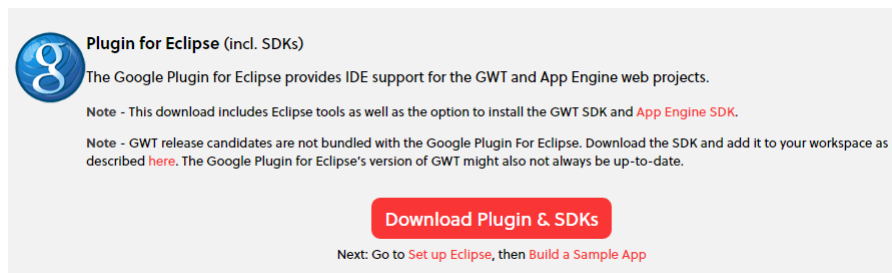 g
Plugin for Eclipse (incl. SDKs)
The Google Plugin for Eclipse provides IDE support for the GWT and App Engine web projects.
Note - This download includes Eclipse tools as well as the option to install the GWT SDK and App Engine SDK.
Note - GWT release candidates are not bundled with the Google Plugin For Eclipse. Download the SDK and add it to your workspace as
described here. The Google Plugin for Eclipse's version of GWT might also not always be up-to-date.
Download Plugin & SDKs
Next: Go to Set up Eclipse, then Build a Sample App